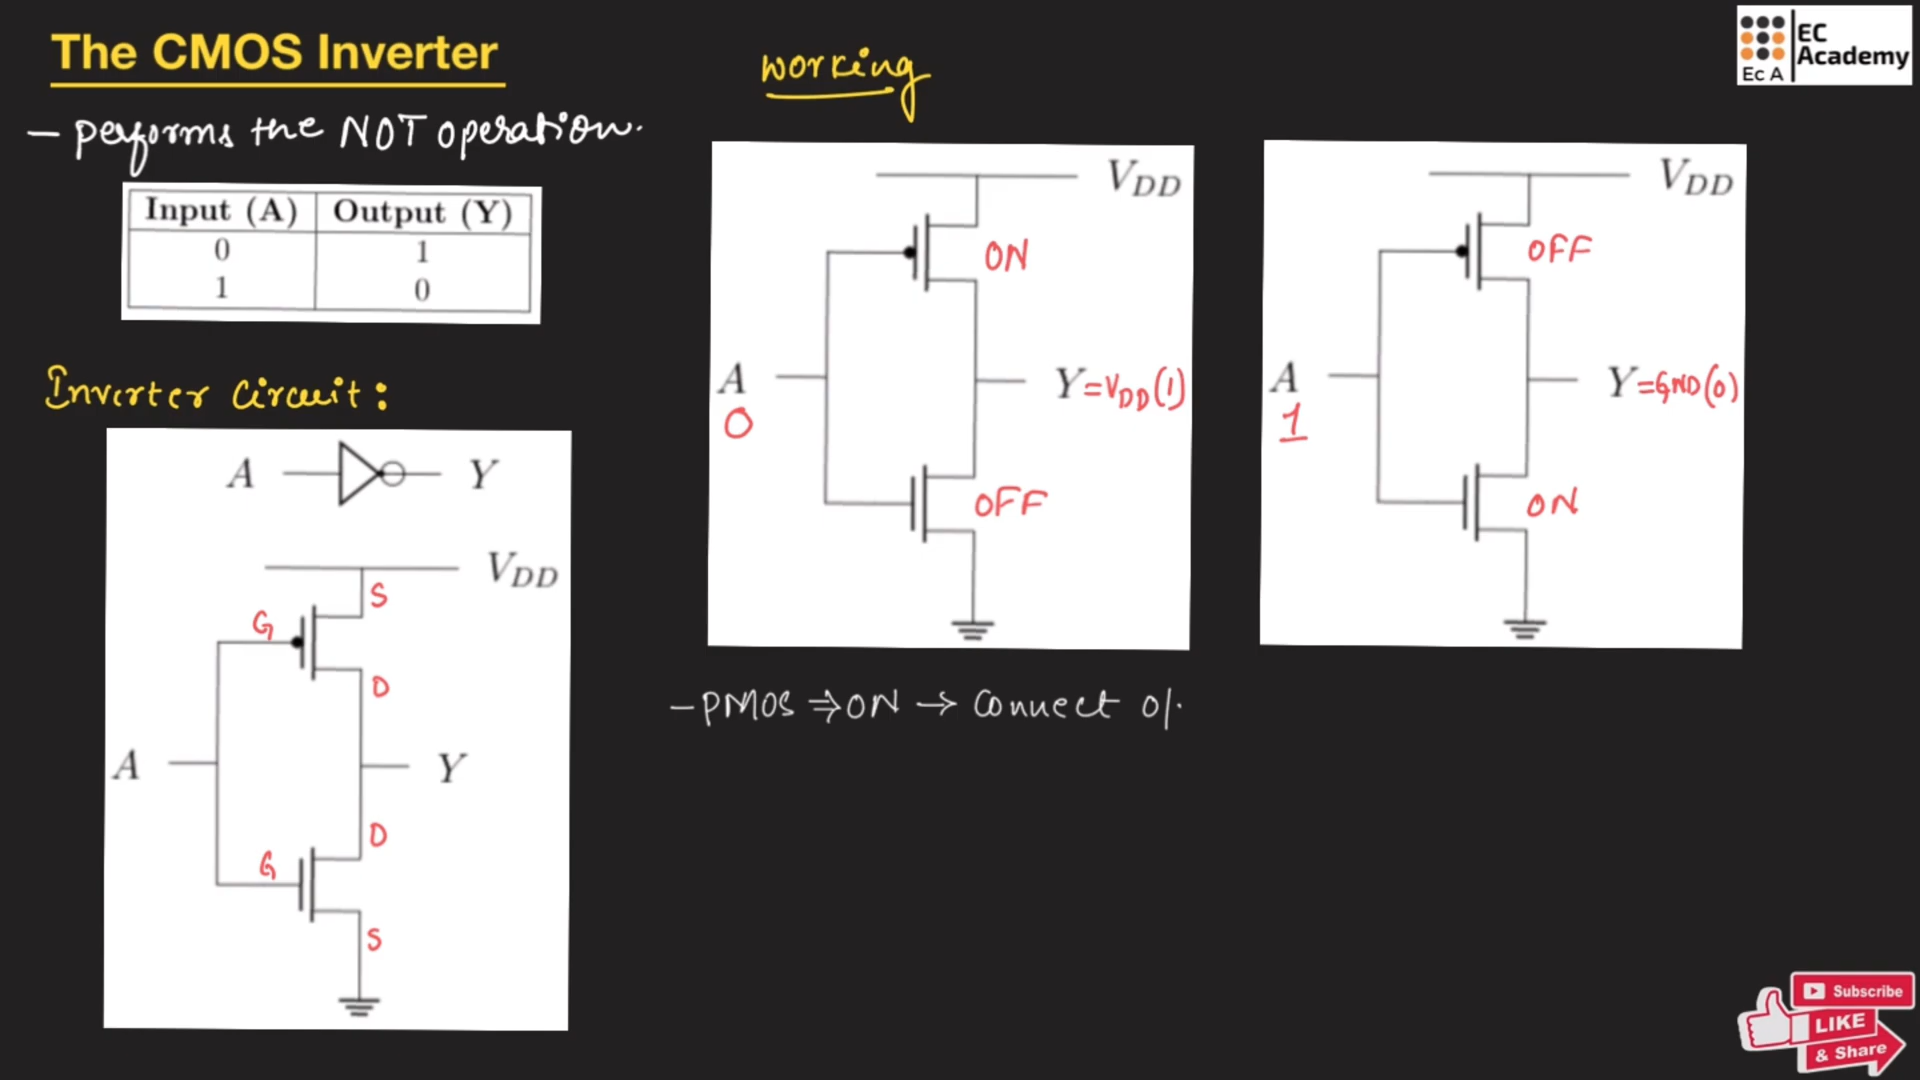 The CMOS Inverter
- performs the NOT operation.
Input (A) Output (Y)
0 1
1 0
Inverter Circuit:
A Y
VDD
S
G
D
A Y
D
G
S
working
VDD
ON
A Y=VDD(1)
0
OFF
VDD
OFF
A Y=GND(0)
1
ON
- PMOS ⇒ ON → Connect o/.
EC Academy
Ec A
Subscribe
LIKE
& Share